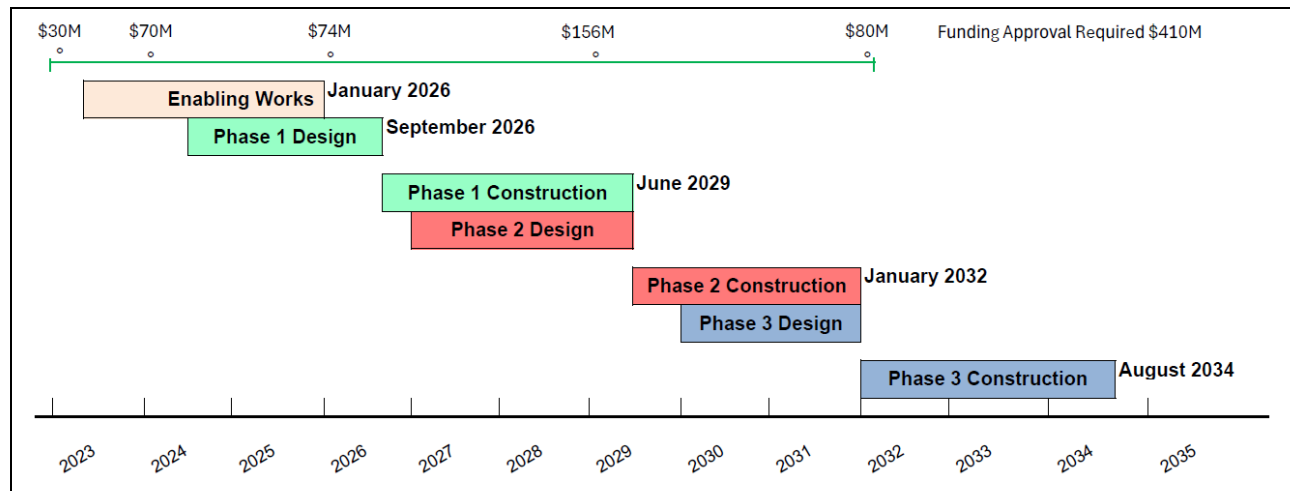 $30M $70M $74M $156M $80M Funding Approval Required $410M
Enabling Works January 2026
Phase 1 Design September 2026
Phase 1 Construction June 2029
Phase 2 Design
Phase 2 Construction January 2032
Phase 3 Design
Phase 3 Construction August 2034
2023 2024 2025 2026 2027 2028 2029 2030 2031 2032 2033 2034 2035